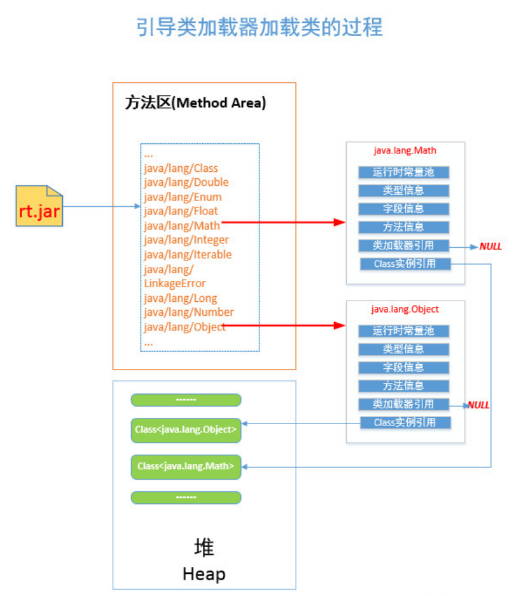 引导类加载器加载类的过程
方法区(Method Area)
rt.jar
...
java/lang/Class
java/lang/Double
java/lang/Enum
java/lang/Float
java/lang/Math
java/lang/Integer
java/lang/Iterable
java/lang/
LinkageError
java/lang/Long
java/lang/Number
java/lang/Object
...
java.lang.Math
运行时常量池
类型信息
字段信息
方法信息
类加载器引用
NULL
Class实例引用
java.lang.Object
运行时常量池
类型信息
字段信息
方法信息
类加载器引用
NULL
Class实例引用
------
Class<java.lang.Object>
Class<java.lang.Math>
------
堆
Heap